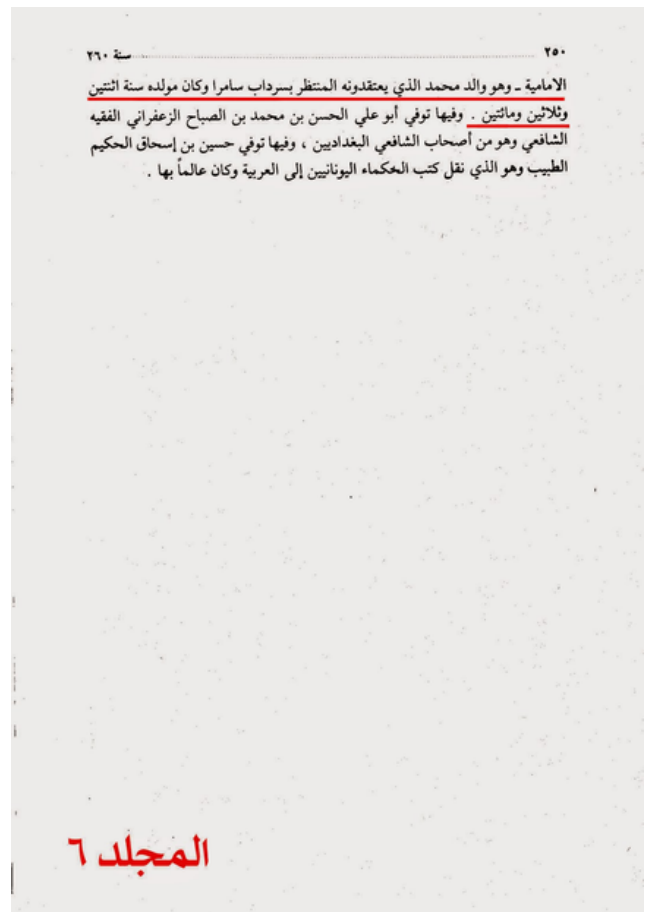 ٢٥٠ سنة ٢٦٠
الامامية - وهو والد محمد الذي يعتقدونه المنتظر بسرداب سامرا وكان مولده سنة اثنتين
وثلاثين ومائتين . وفيها توفي أبو علي الحسن بن محمد بن الصباح الزعفراني الفقيه
الشافعي وهو من أصحاب الشافعي البغداديين ، وفيها توفي حسين بن إسحاق الحكيم
الطبيب وهو الذي نقل كتب الحكماء اليونانيين إلى العربية وكان عالماً بها .
المجلد ٦